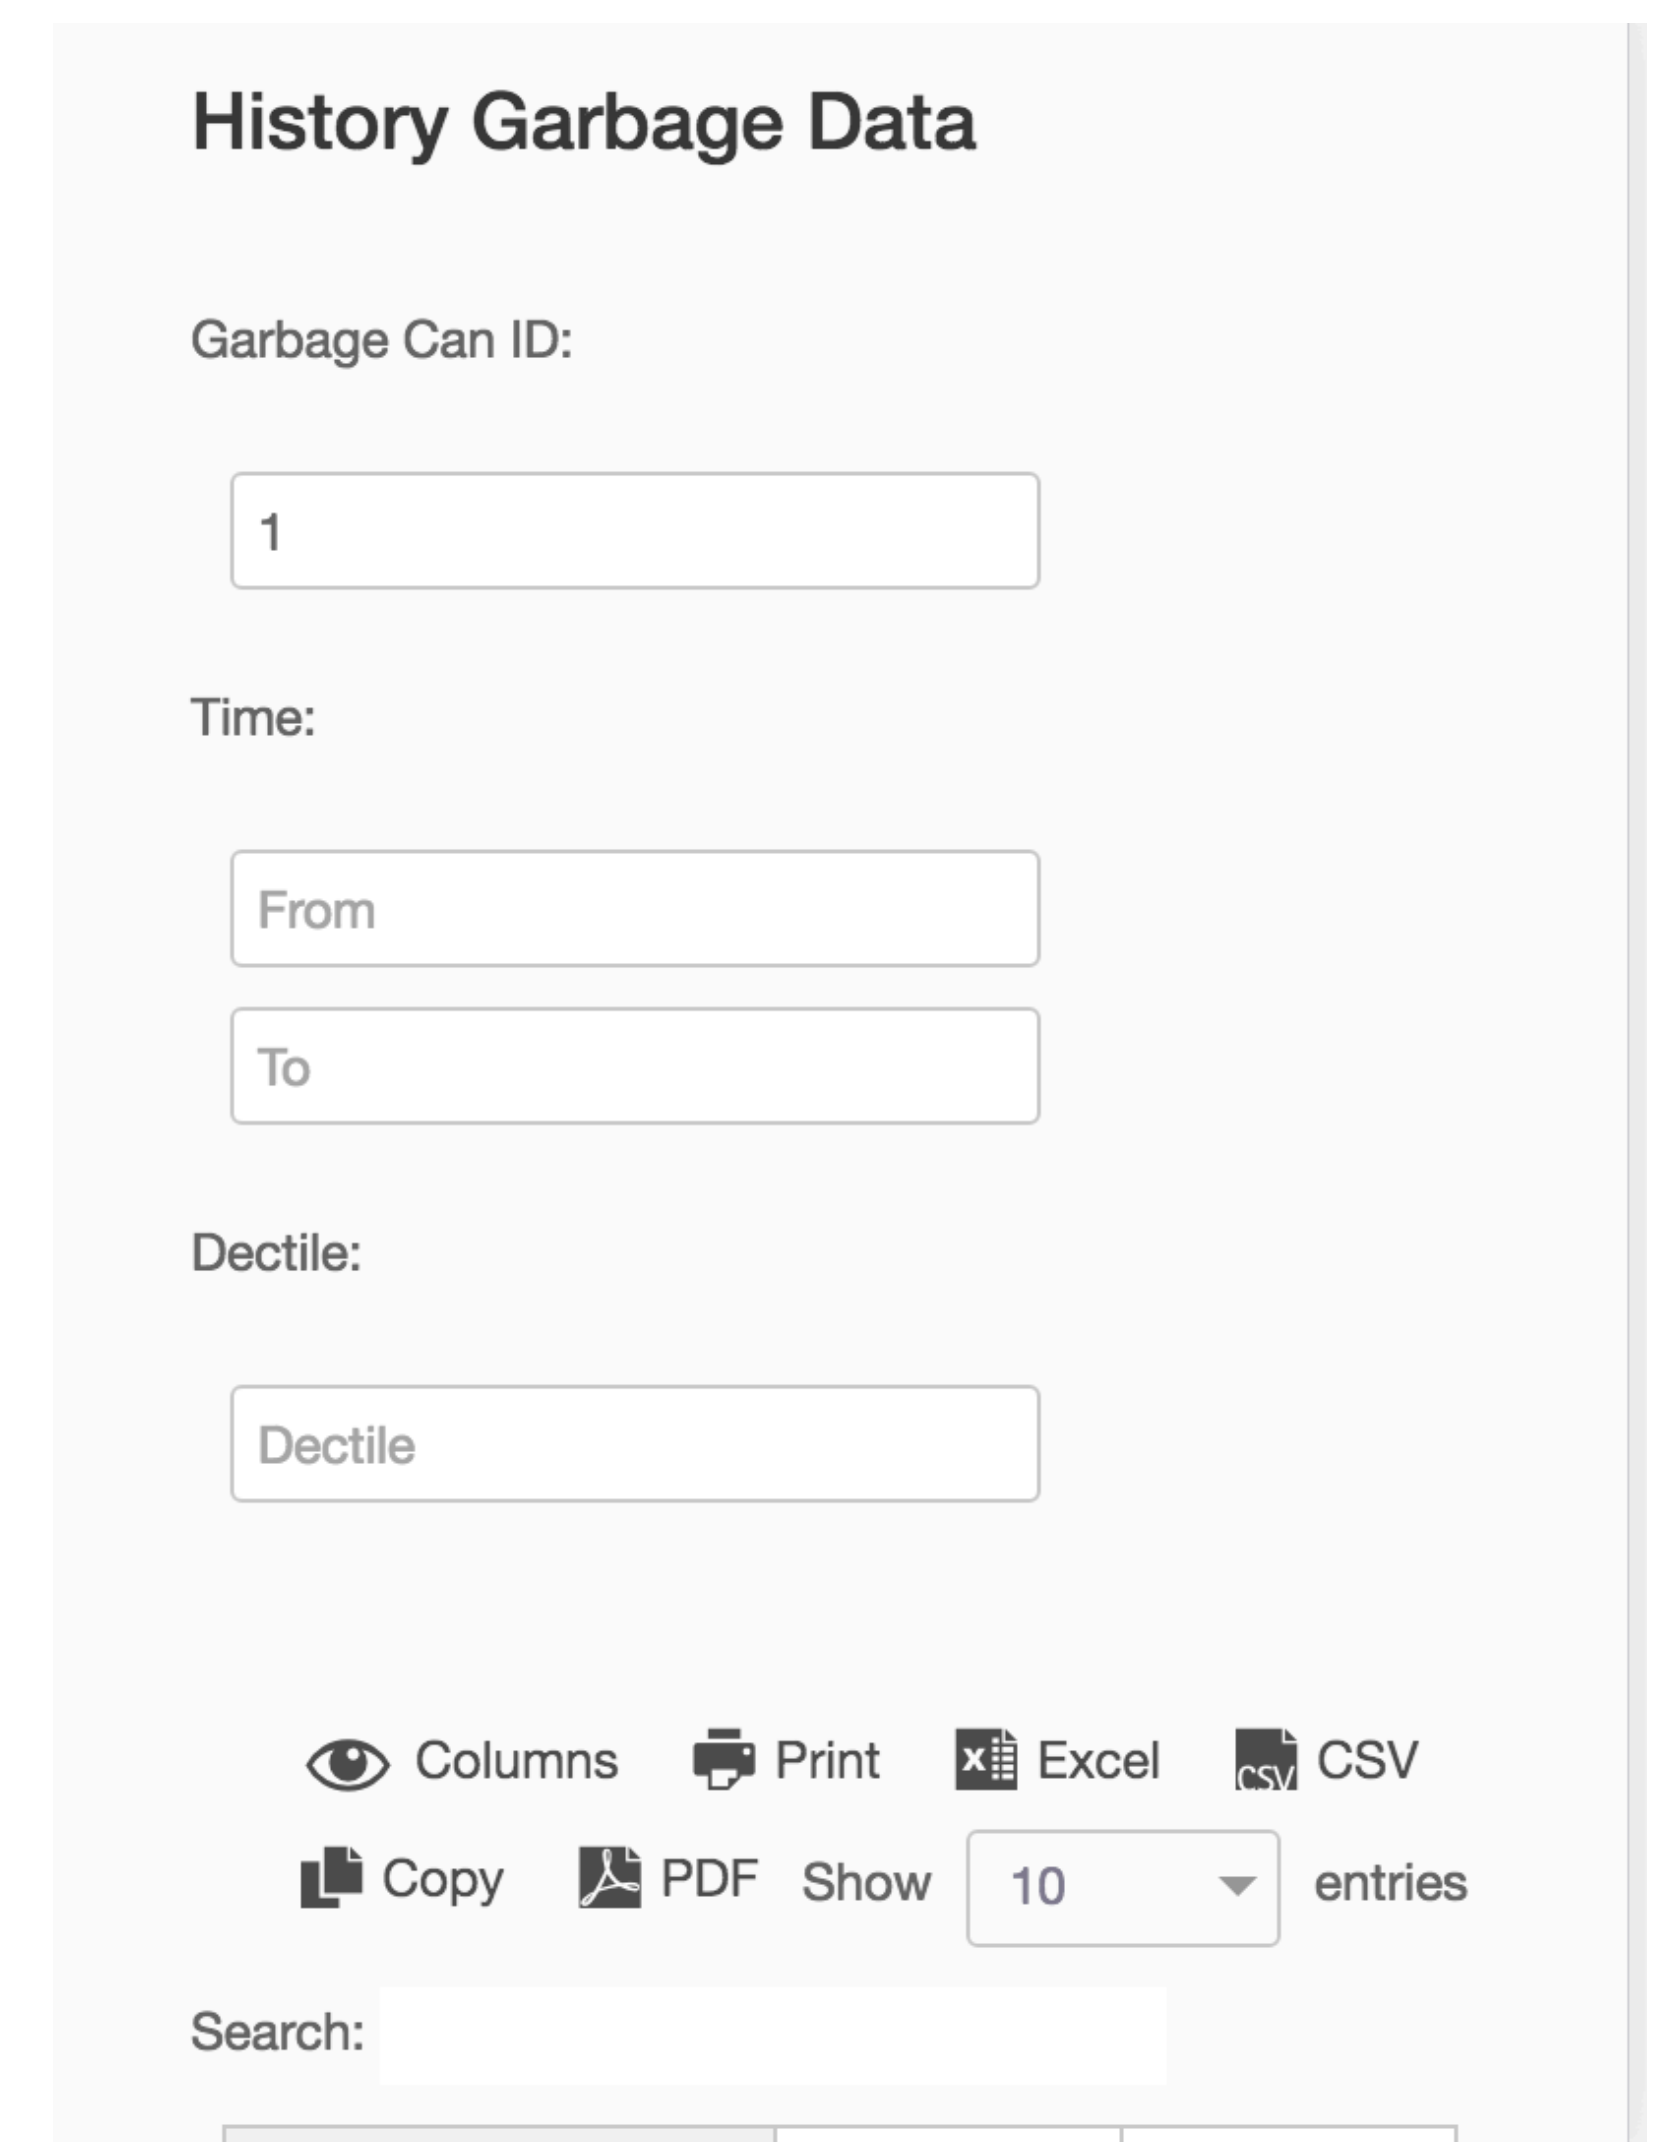 History Garbage Data
Garbage Can ID:
1
Time:
From
To
Dectile:
Dectile
Columns Print Excel CSV CSV
Copy PDF Show 10 entries
Search: